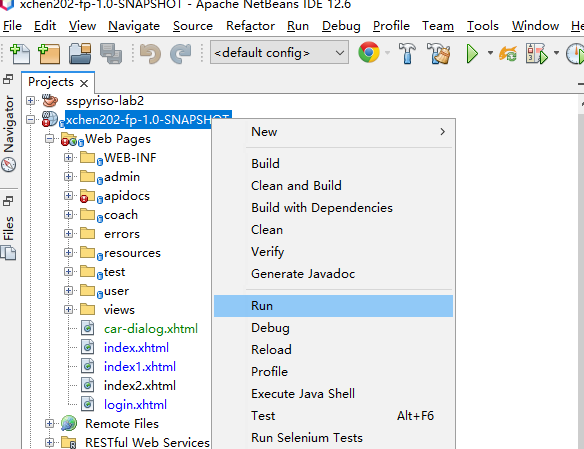 xchen202-fp-1.0-SNAPSHOT - Apache NetBeans IDE 12.6
File Edit View Navigate Source Refactor Run Debug Profile Team Tools Window
<default config>
Projects
Navigator
Files
sspyriso-lab2
xchen202-fp-1.0-SNAPSHOT
Web Pages
WEB-INF
admin
apidocs
coach
errors
resources
test
user
views
car-dialog.xhtml
index.xhtml
index1.xhtml
index2.xhtml
login.xhtml
Remote Files
RESTful Web Services
New
Build
Clean and Build
Build with Dependencies
Clean
Verify
Generate Javadoc
Run
Debug
Reload
Profile
Execute Java Shell
Test Alt+F6
Run Selenium Tests